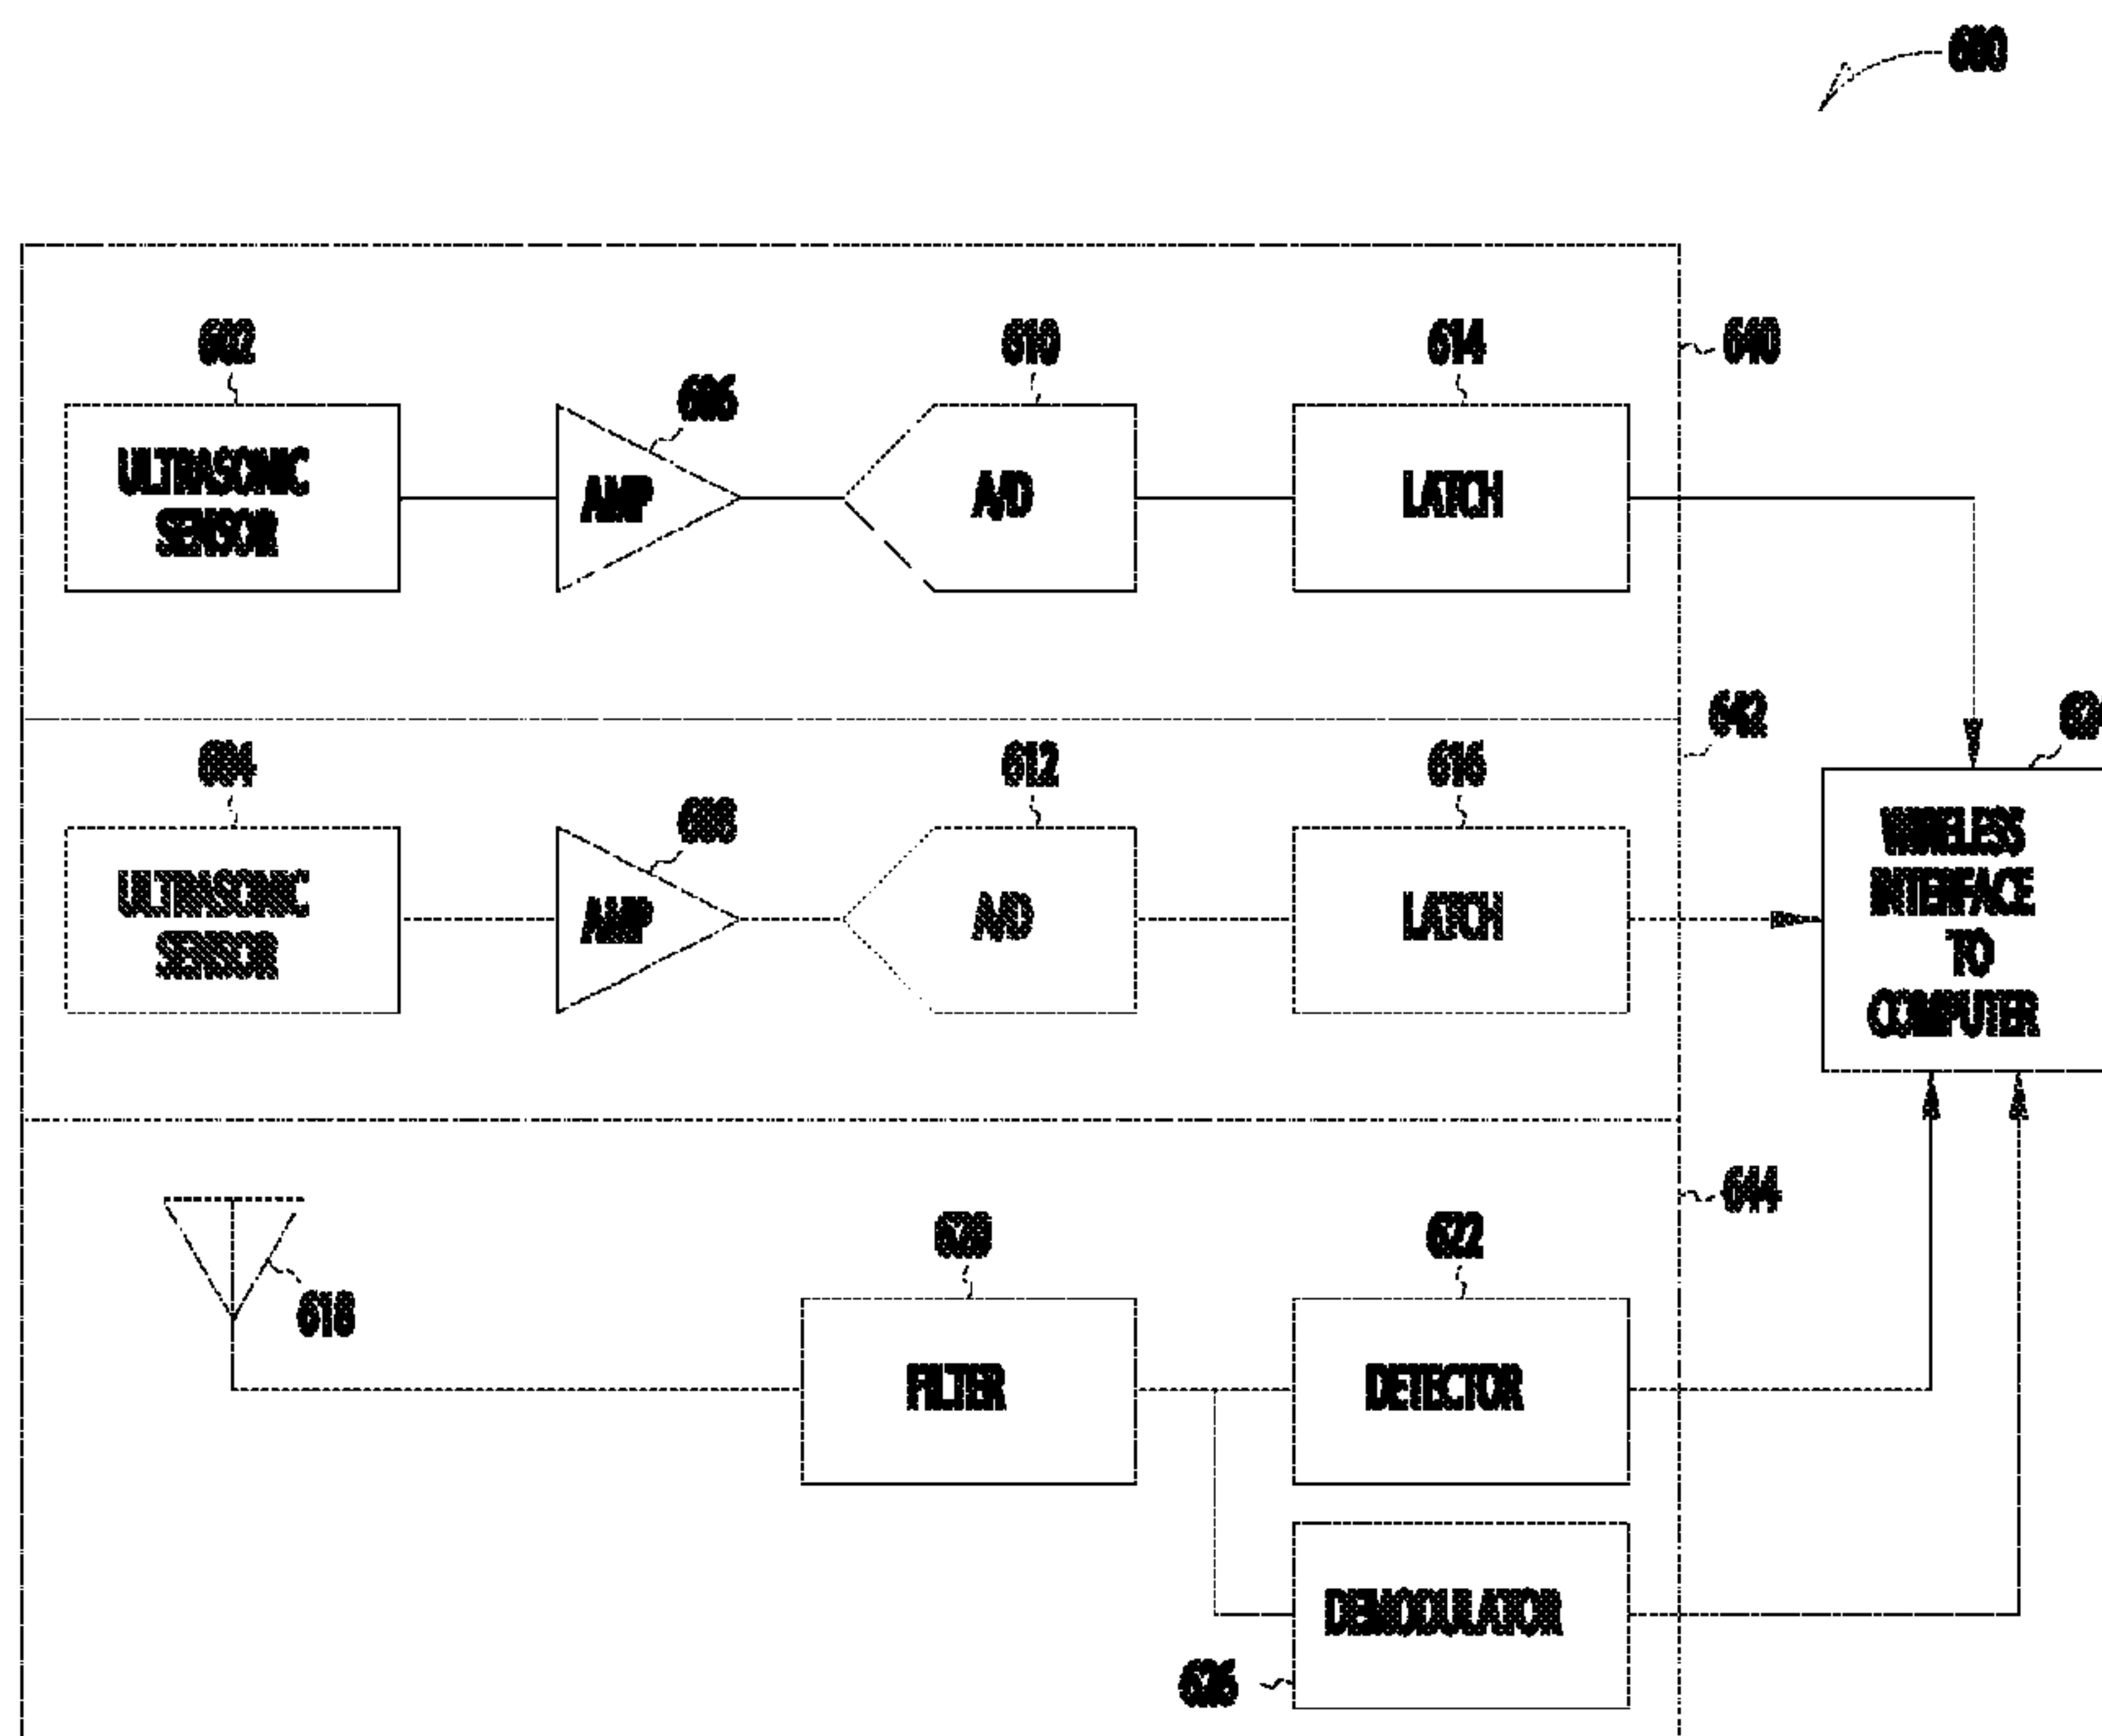 600
602
606
610
614
640
ULTRASONIC
SENSOR
AMP
A/D
LATCH
604
608
612
616
642
ULTRASONIC
SENSOR
AMP
A/D
LATCH
WIRELESS
INTERFACE
TO
COMPUTER
618
620
622
644
FILTER
DETECTOR
DEMODULATOR
626